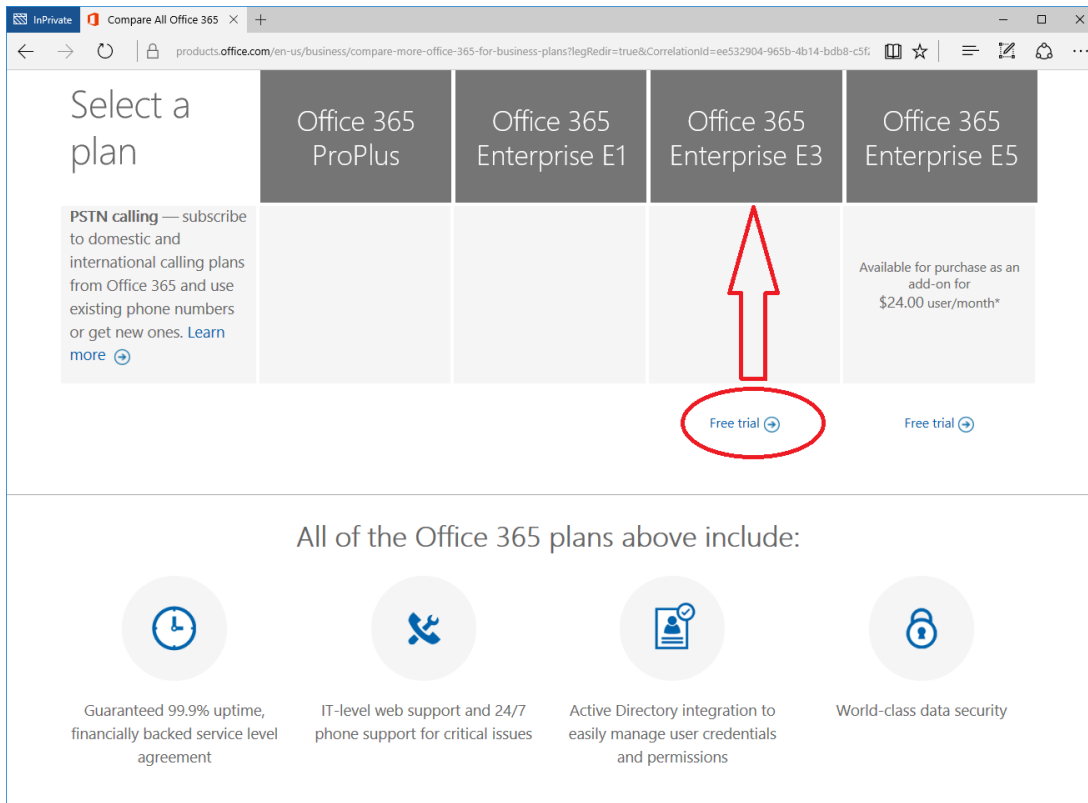 InPrivate
Compare All Office 365
products.office.com/en-us/business/compare-more-office-365-for-business-plans?legRedir=true&CorrelationId=ee532904-965b-4b14-bdb8-c5f
Select a
plan
Office 365
ProPlus
Office 365
Enterprise E1
Office 365
Enterprise E3
Office 365
Enterprise E5
PSTN calling — subscribe
to domestic and
international calling plans
from Office 365 and use
existing phone numbers
or get new ones. Learn
more
Available for purchase as an
add-on for
$24.00 user/month*
Free trial
Free trial
All of the Office 365 plans above include:
Guaranteed 99.9% uptime,
financially backed service level
agreement
IT-level web support and 24/7
phone support for critical issues
Active Directory integration to
easily manage user credentials
and permissions
World-class data security